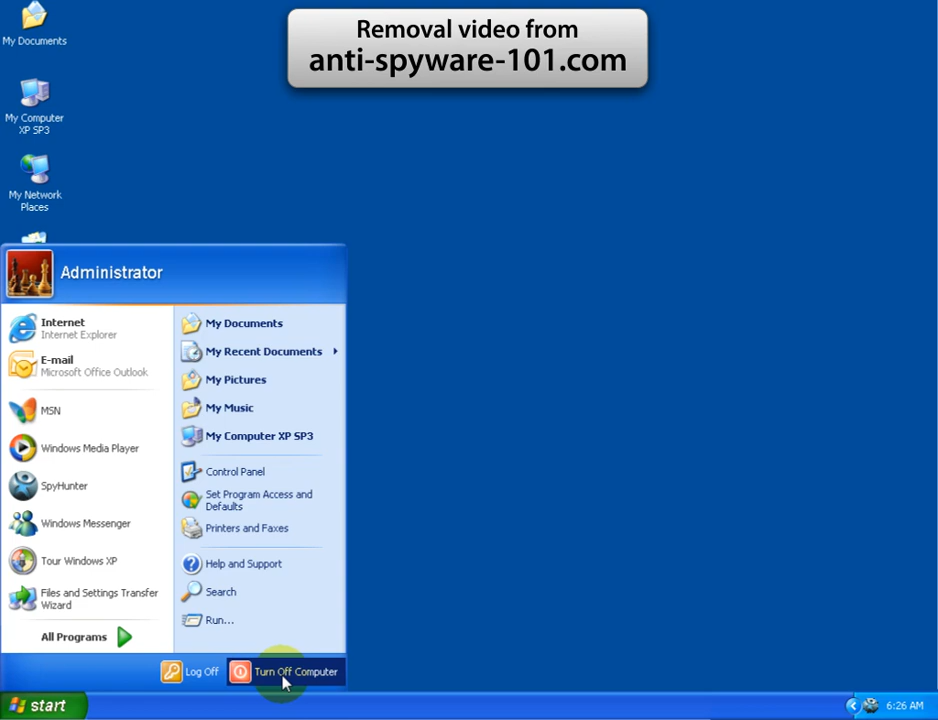 Removal video from
anti-spyware-101.com
My Documents
My Computer
XP SP3
My Network
Places
Administrator
Internet
Internet Explorer
E-mail
Microsoft Office Outlook
MSN
Windows Media Player
SpyHunter
Windows Messenger
Tour Windows XP
Files and Settings Transfer
Wizard
All Programs
My Documents
My Recent Documents
My Pictures
My Music
My Computer XP SP3
Control Panel
Set Program Access and
Defaults
Printers and Faxes
Help and Support
Search
Run...
Log Off
Turn Off Computer
start
6:26 AM